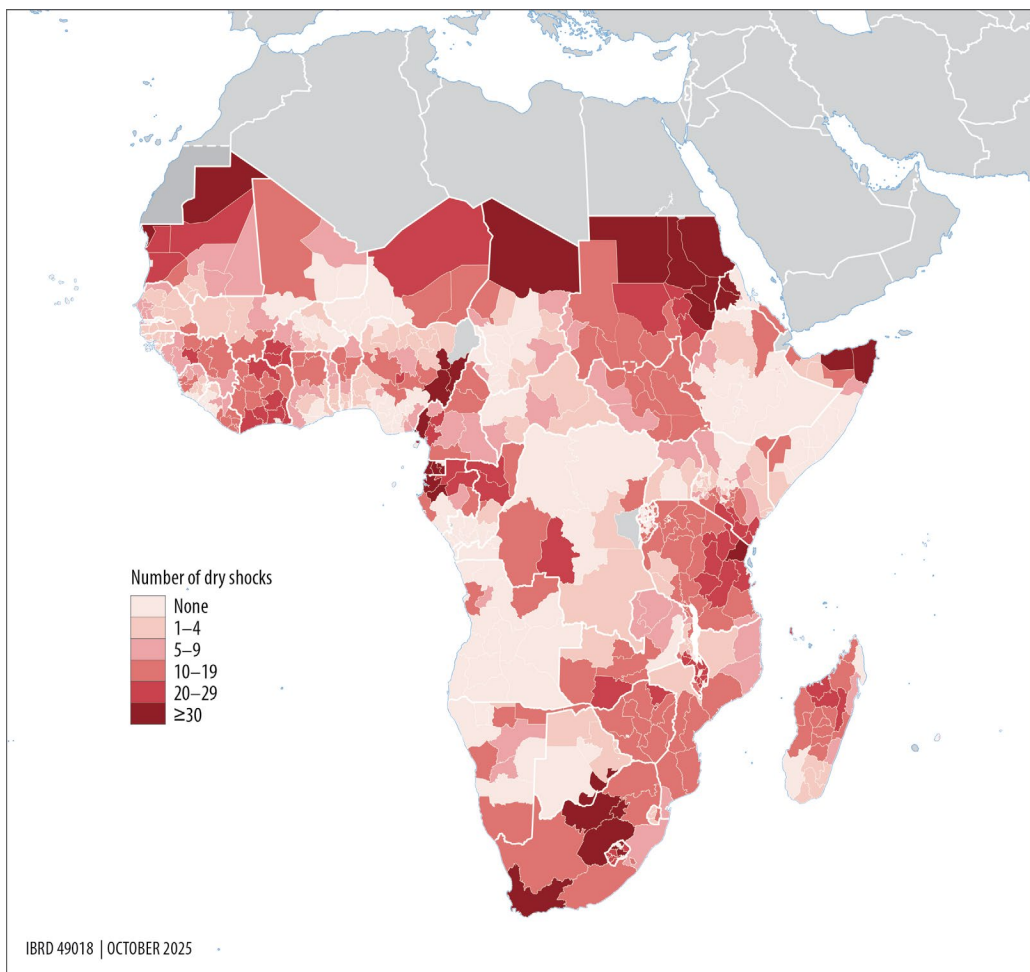 Number of dry shocks
None
1–4
5–9
10–19
20–29
≥30
IBRD 49018 | OCTOBER 2025